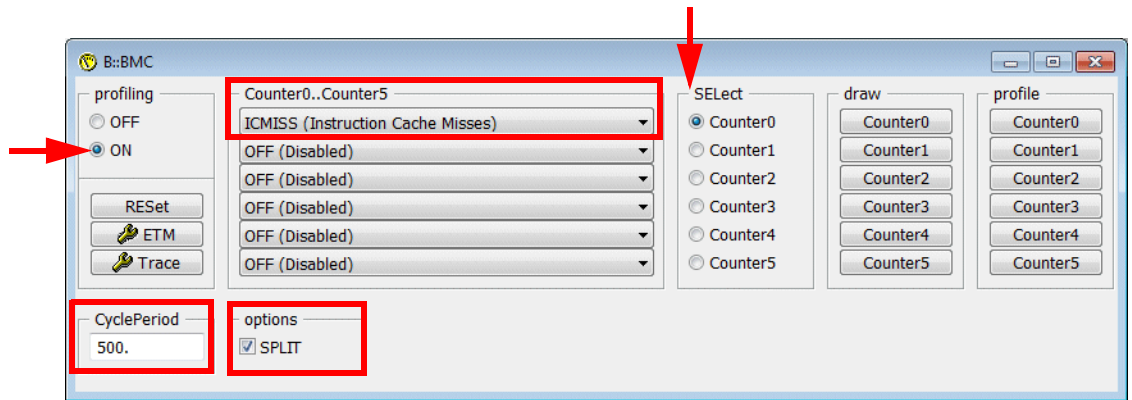 B::BMC
profiling
OFF
ON
RESet
ETM
Trace
Counter0..Counter5
ICMISS (Instruction Cache Misses)
OFF (Disabled)
OFF (Disabled)
OFF (Disabled)
OFF (Disabled)
OFF (Disabled)
SELect
Counter0
Counter1
Counter2
Counter3
Counter4
Counter5
draw
Counter0
Counter1
Counter2
Counter3
Counter4
Counter5
profile
Counter0
Counter1
Counter2
Counter3
Counter4
Counter5
CyclePeriod
500.
options
SPLIT